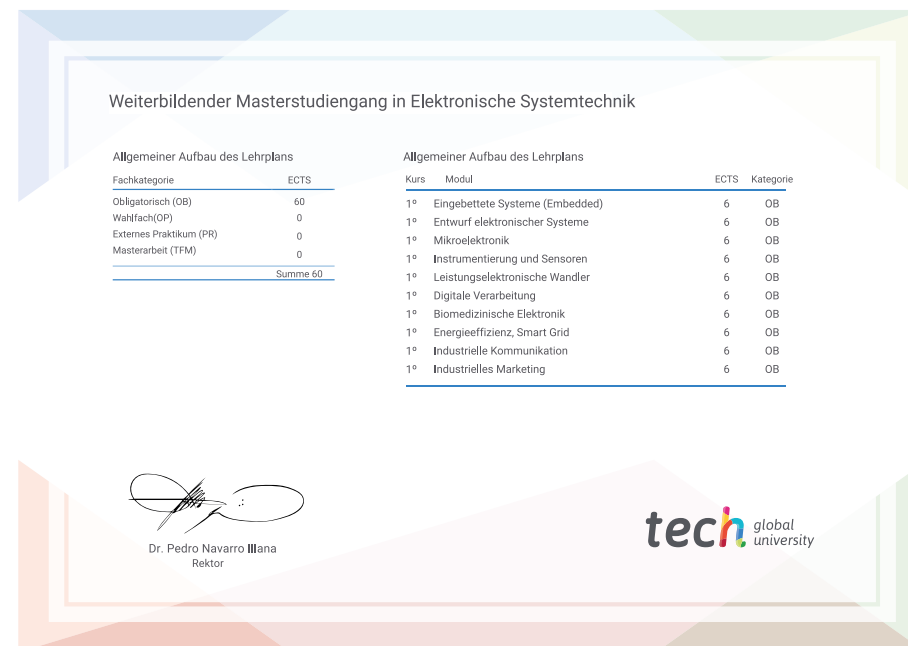 Weiterbildender Masterstudiengang in Elektronische Systemtechnik
Allgemeiner Aufbau des Lehrplans
Fachkategorie ECTS
Obligatorisch (OB) 60
Wahlfach(OP) 0
Externes Praktikum (PR) 0
Masterarbeit (TFM) 0
Summe 60
Allgemeiner Aufbau des Lehrplans
Kurs Modul ECTS Kategorie
1º Eingebettete Systeme (Embedded) 6 OB
1º Entwurf elektronischer Systeme 6 OB
1º Mikroelektronik 6 OB
1º Instrumentierung und Sensoren 6 OB
1º Leistungselektronische Wandler 6 OB
1º Digitale Verarbeitung 6 OB
1º Biomedizinische Elektronik 6 OB
1º Energieeffizienz, Smart Grid 6 OB
1º Industrielle Kommunikation 6 OB
1º Industrielles Marketing 6 OB
Dr. Pedro Navarro Illana
Rektor
tech global
university